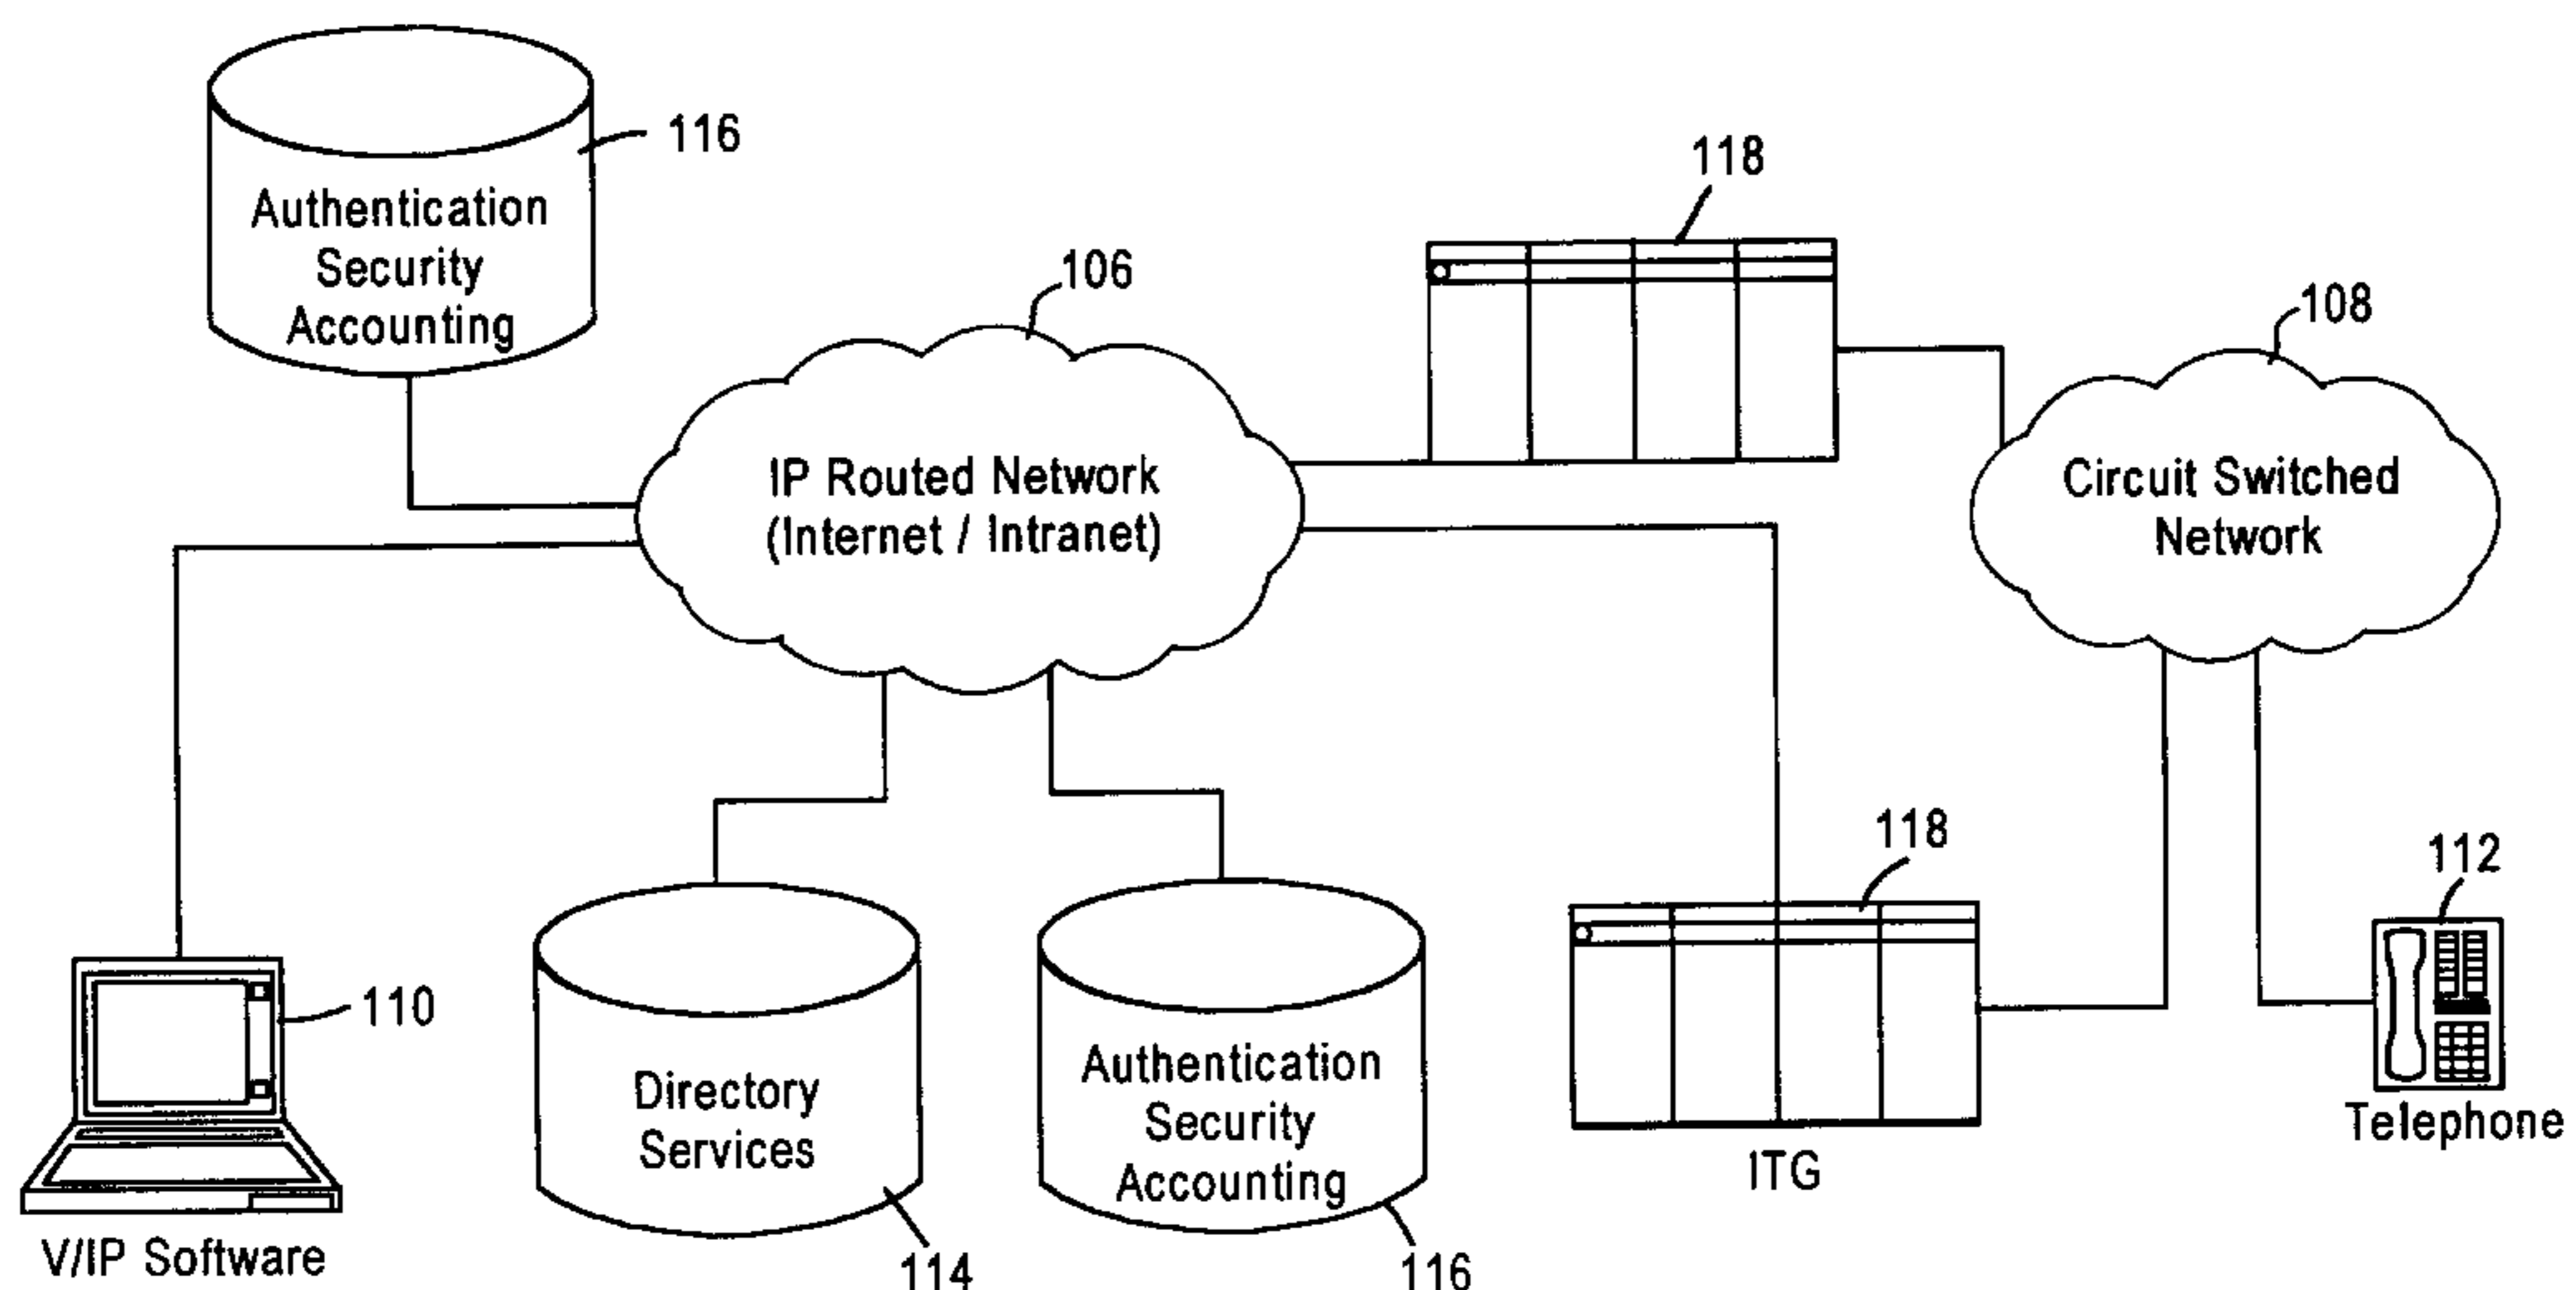 116
Authentication
Security
Accounting
118
106
108
IP Routed Network
(Internet / Intranet)
Circuit Switched
Network
118
112
110
Directory
Services
Authentication
Security
Accounting
ITG
Telephone
V/IP Software
114
116